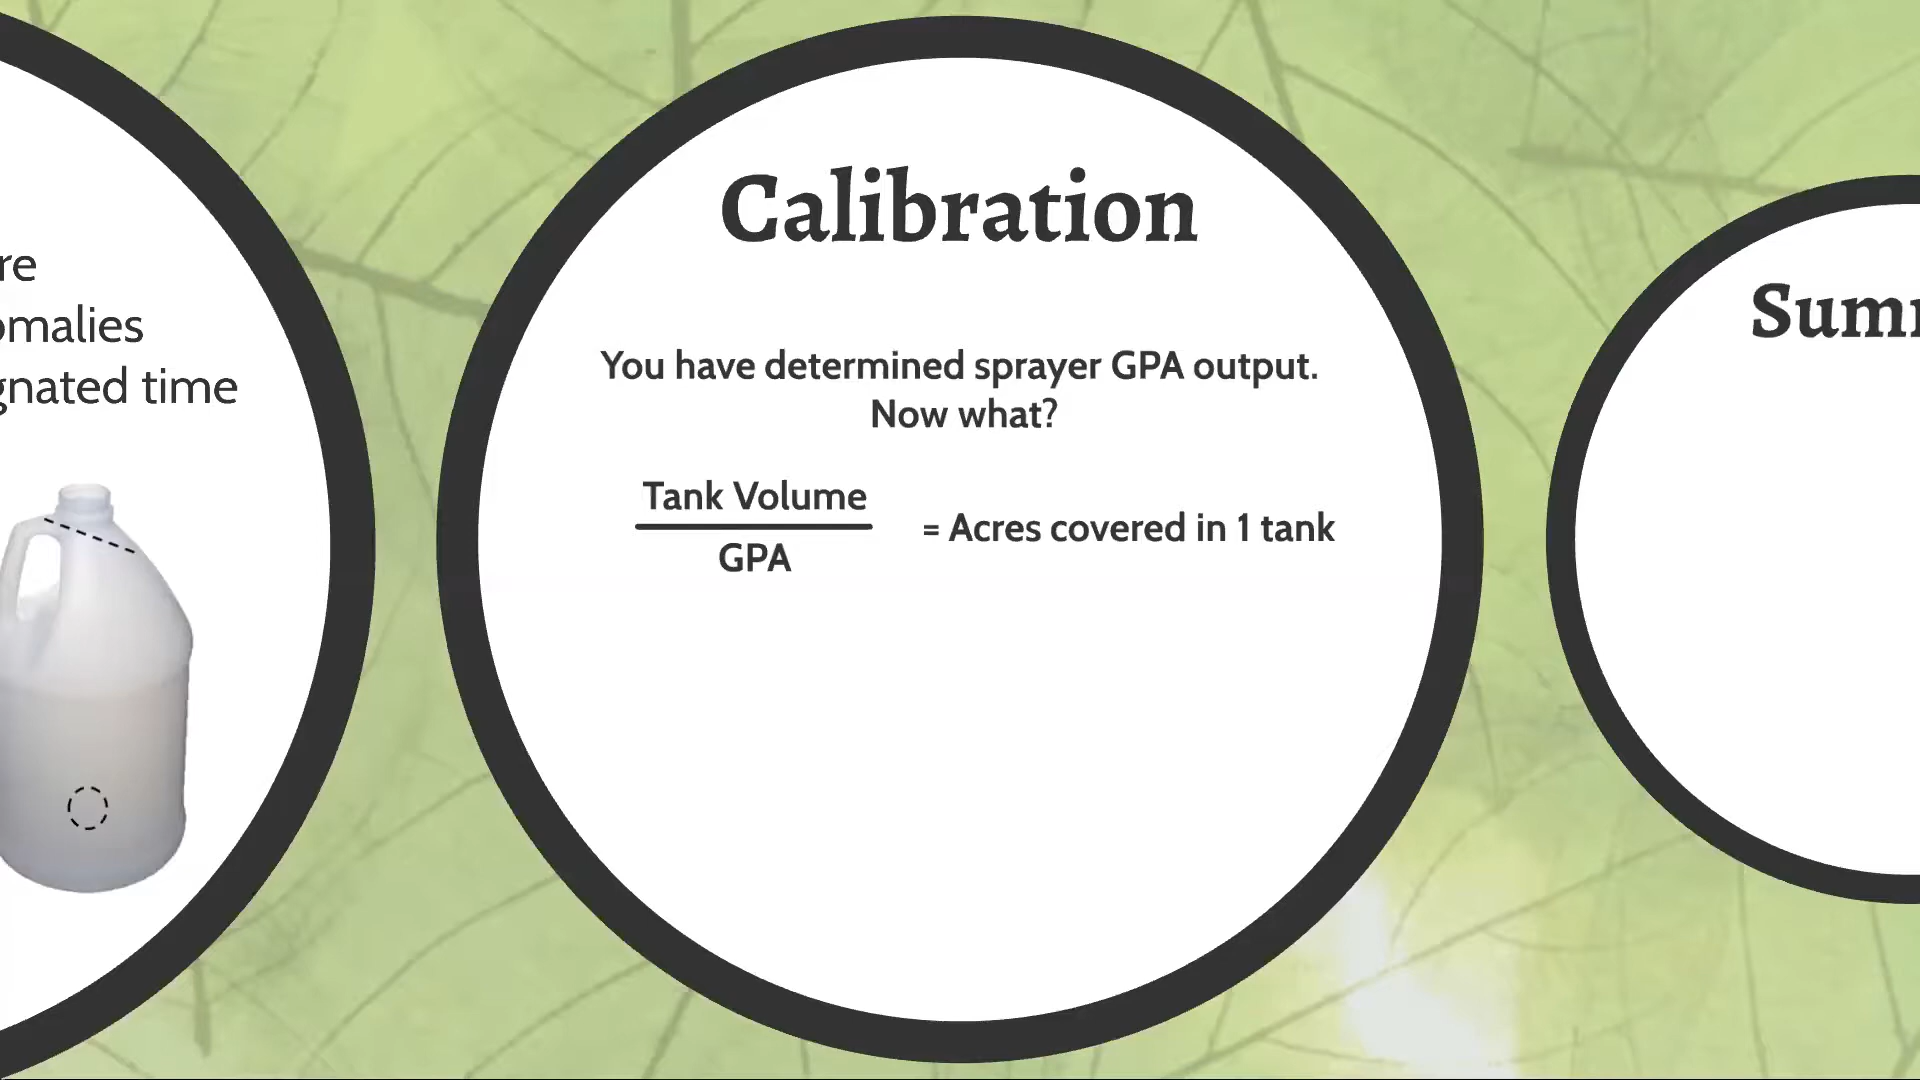 re
omalies
gnated time
Calibration
You have determined sprayer GPA output.
Now what?
Tank Volume
GPA
= Acres covered in 1 tank
Sum